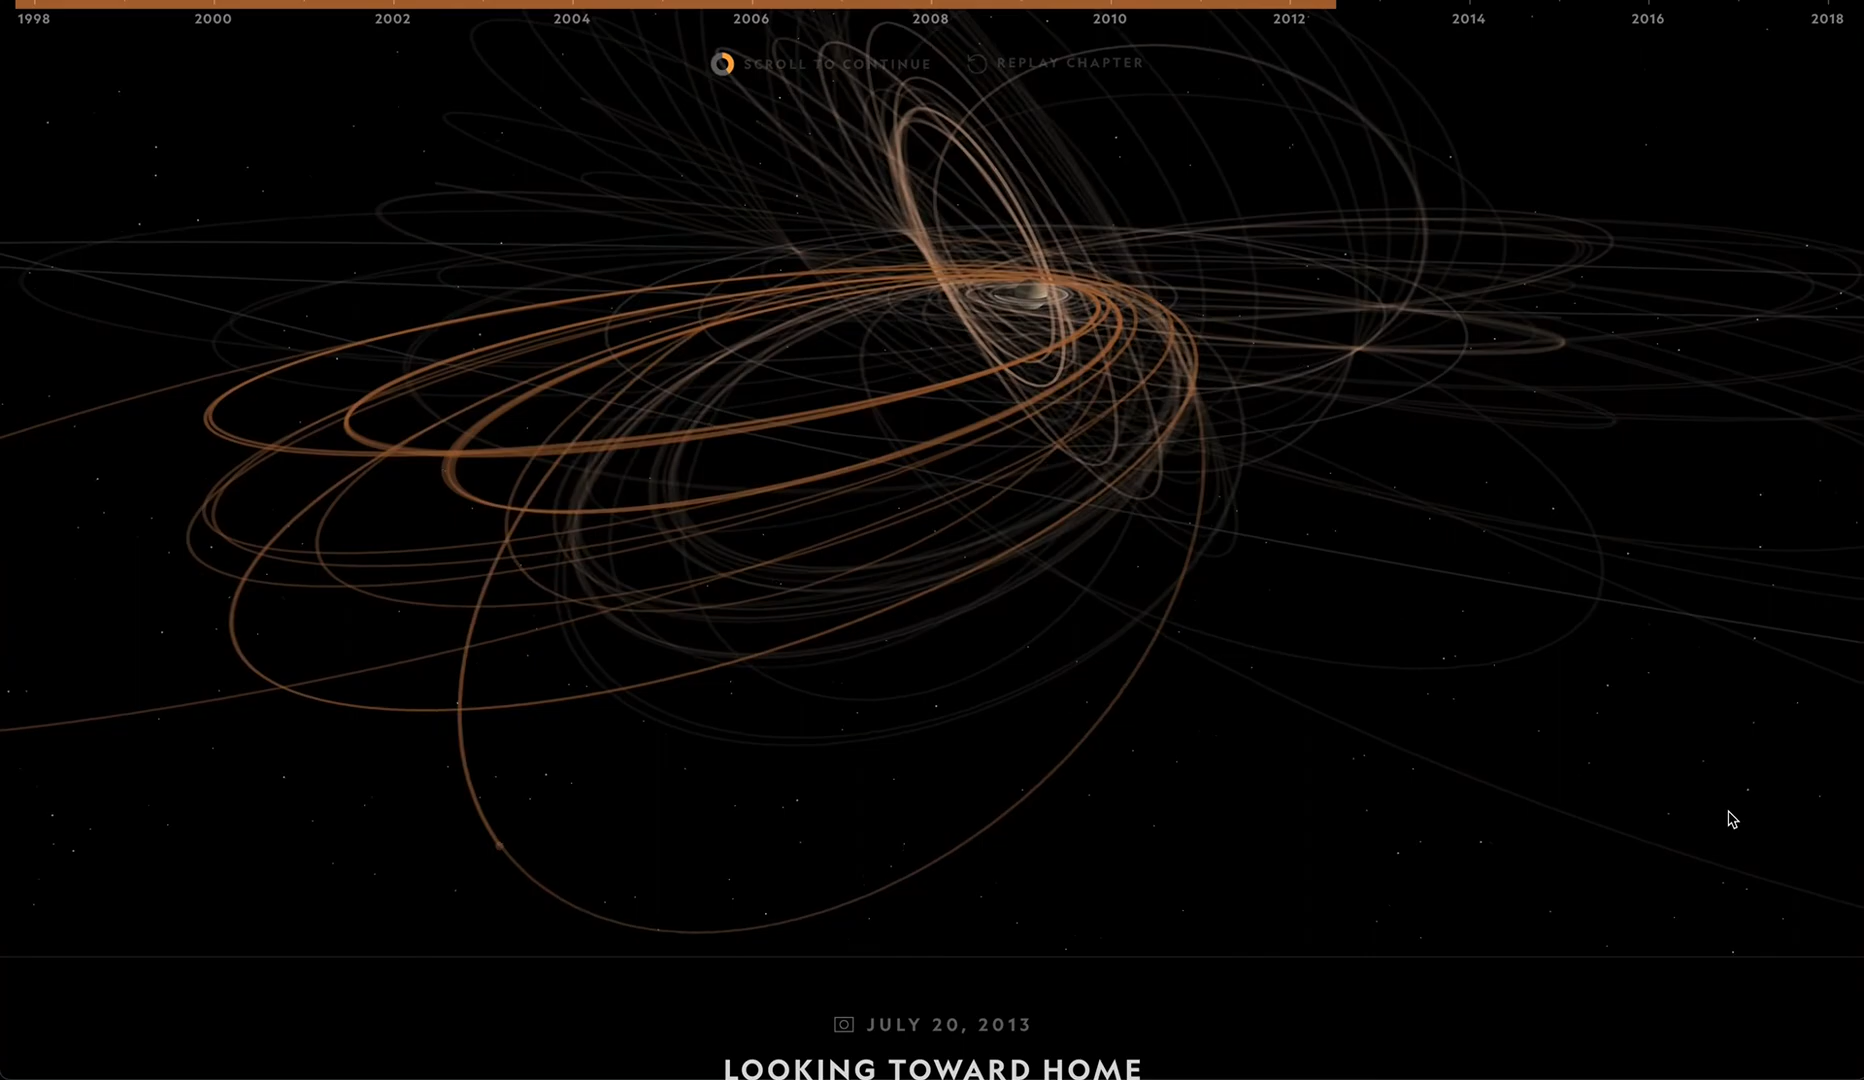 1998 2000 2002 2004 2006 2008 2010 2012 2014 2016 2018
SCROLL TO CONTINUE REPLAY CHAPTER
JULY 20, 2013
LOOKING TOWARD HOME